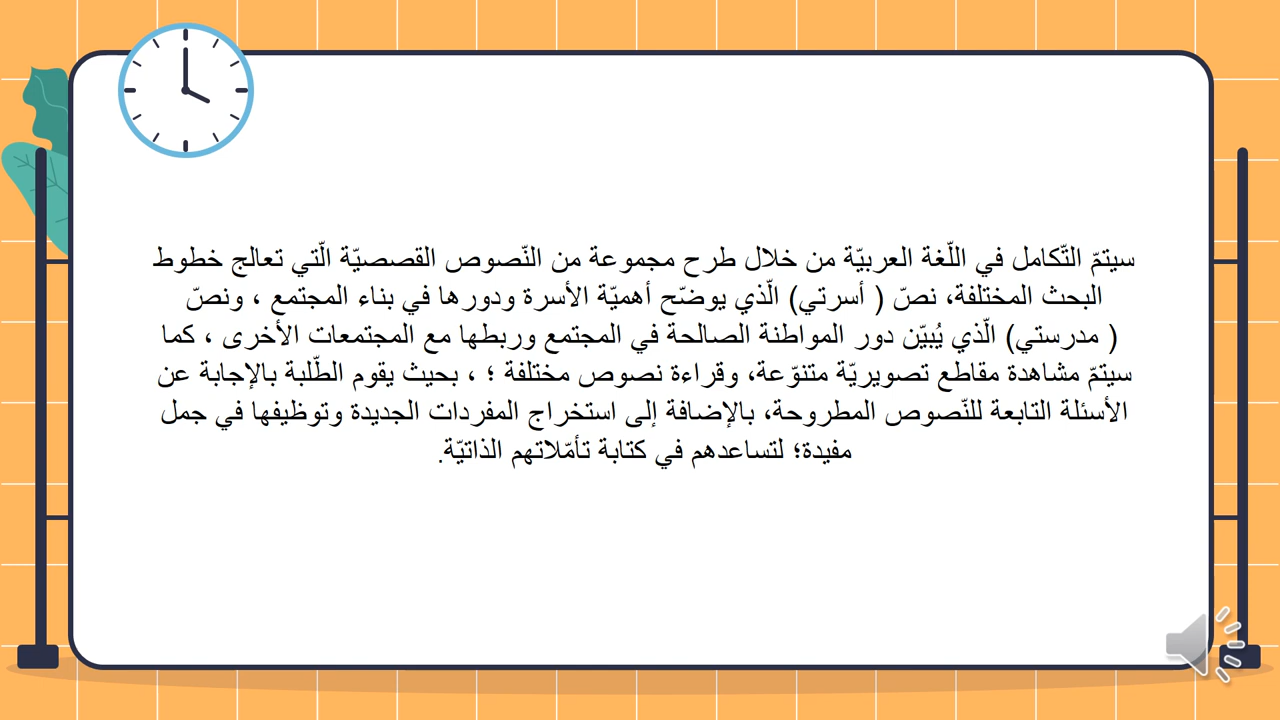 سيتمّ التّكامل في اللّغة العربيّة من خلال طرح مجموعة من النّصوص القصصيّة الّتي تعالج خطوط
البحث المختلفة، نصّ ( أسرتي) الّذي يوضّح أهميّة الأسرة ودورها في بناء المجتمع ، ونصّ
( مدرستي) الّذي يُبيّن دور المواطنة الصالحة في المجتمع وربطها مع المجتمعات الأخرى ، كما
سيتمّ مشاهدة مقاطع تصويريّة متنوّعة، وقراءة نصوص مختلفة ؛ ، بحيث يقوم الطّلبة بالإجابة عن
الأسئلة التابعة للنّصوص المطروحة، بالإضافة إلى استخراج المفردات الجديدة وتوظيفها في جمل
مفيدة؛ لتساعدهم في كتابة تأمّلاتهم الذاتيّة.